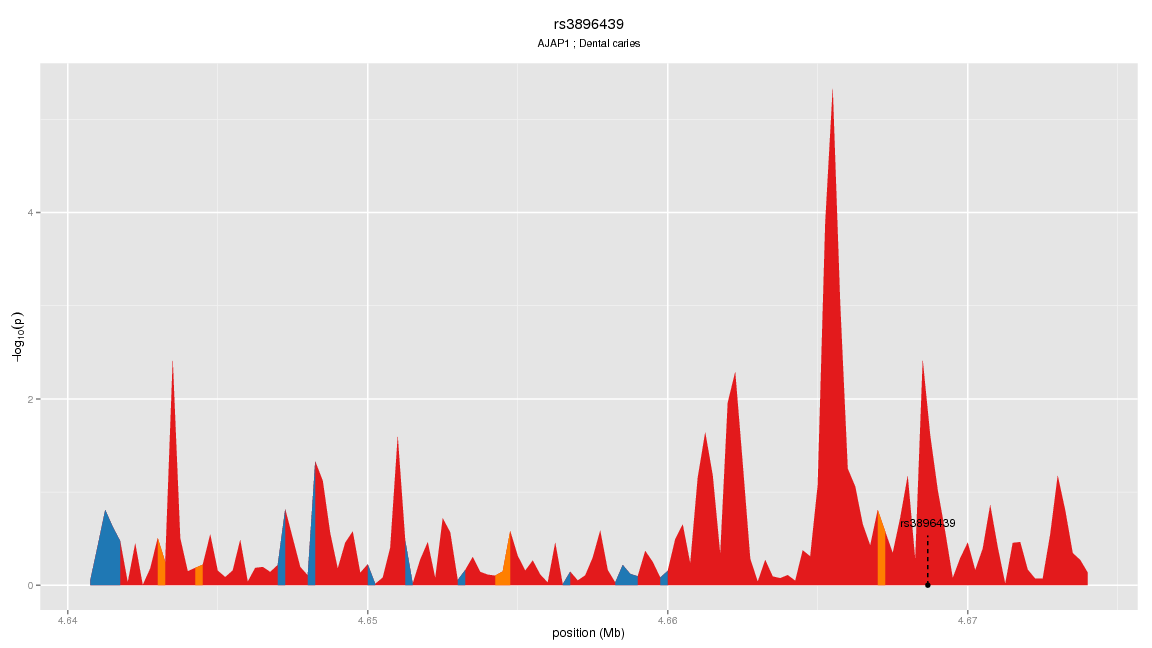 rs3896439
AJAP1 ; Dental caries
−log10(p)
4
2
0
rs3896439
4.64
4.65
4.66
4.67
position (Mb)